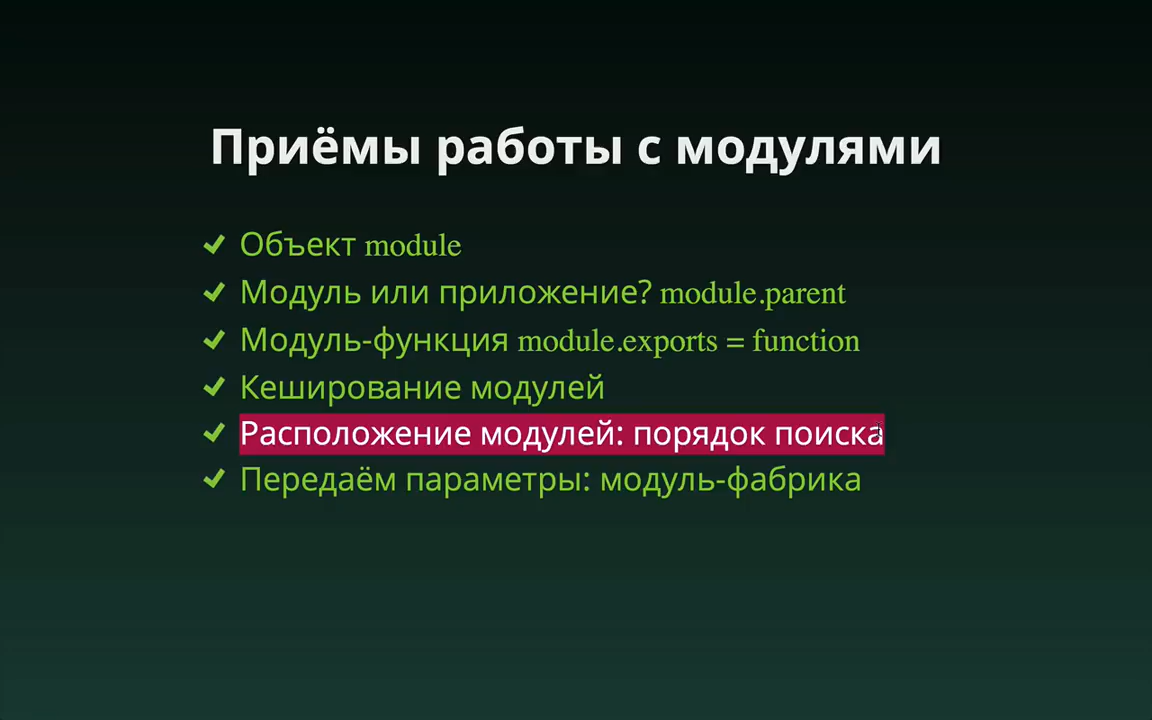 Приёмы работы с модулями
Объект module
Модуль или приложение? module.parent
Модуль-функция module.exports = function
Кеширование модулей
Расположение модулей: порядок поиска
Передаём параметры: модуль-фабрика